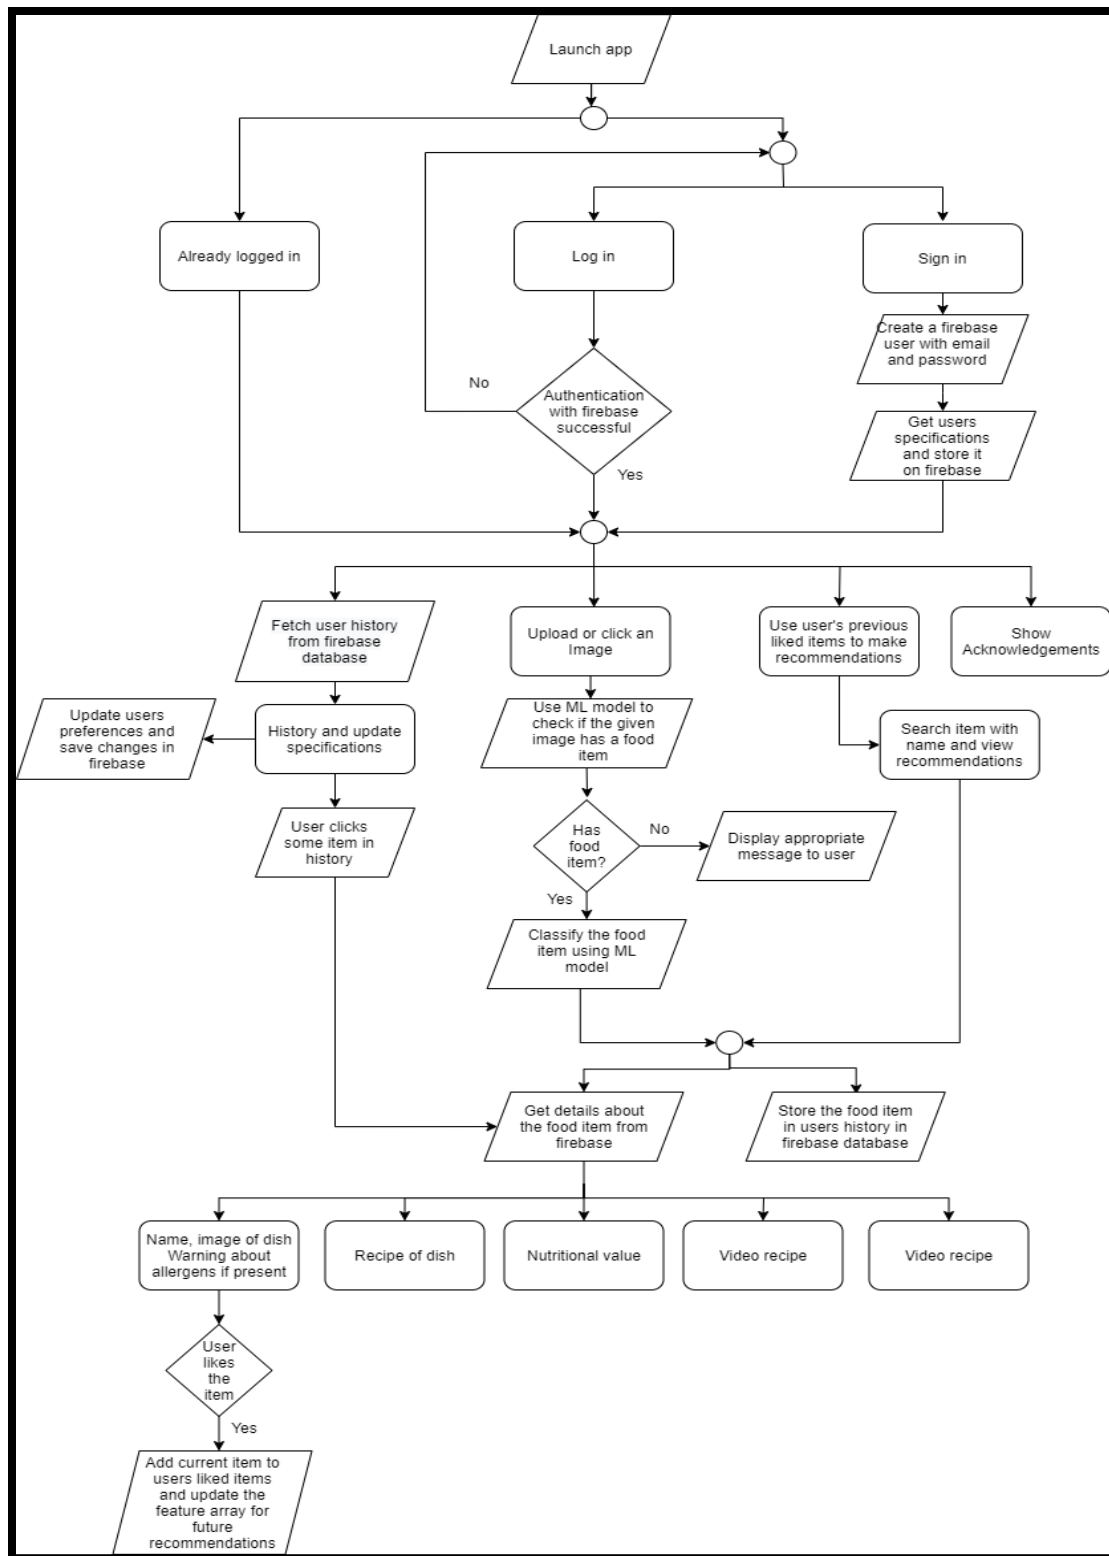 Launch app
Already logged in
Log in
Sign in
Create a firebase
user with email
and password
No
Authentication
with firebase
successful
Get users
specifications
and store it
on firebase
Yes
Fetch user history
from firebase
database
Upload or click an
Image
Use user's previous
liked items to make
recommendations
Show
Acknowledgements
Update users
preferences and
save changes in
firebase
History and update
specifications
Use ML model to
check if the given
image has a food
item
Search item with
name and view
recommendations
User clicks
some item in
history
Has
food
item?
No
Display appropriate
message to user
Yes
Classify the food
item using ML
model
Get details about
the food item from
firebase
Store the food item
in users history in
firebase database
Name, image of dish
Warning about
allergens if present
Recipe of dish
Nutritional value
Video recipe
Video recipe
User
likes
the
item
Yes
Add current item to
users liked items
and update the
feature array for
future
recommendations